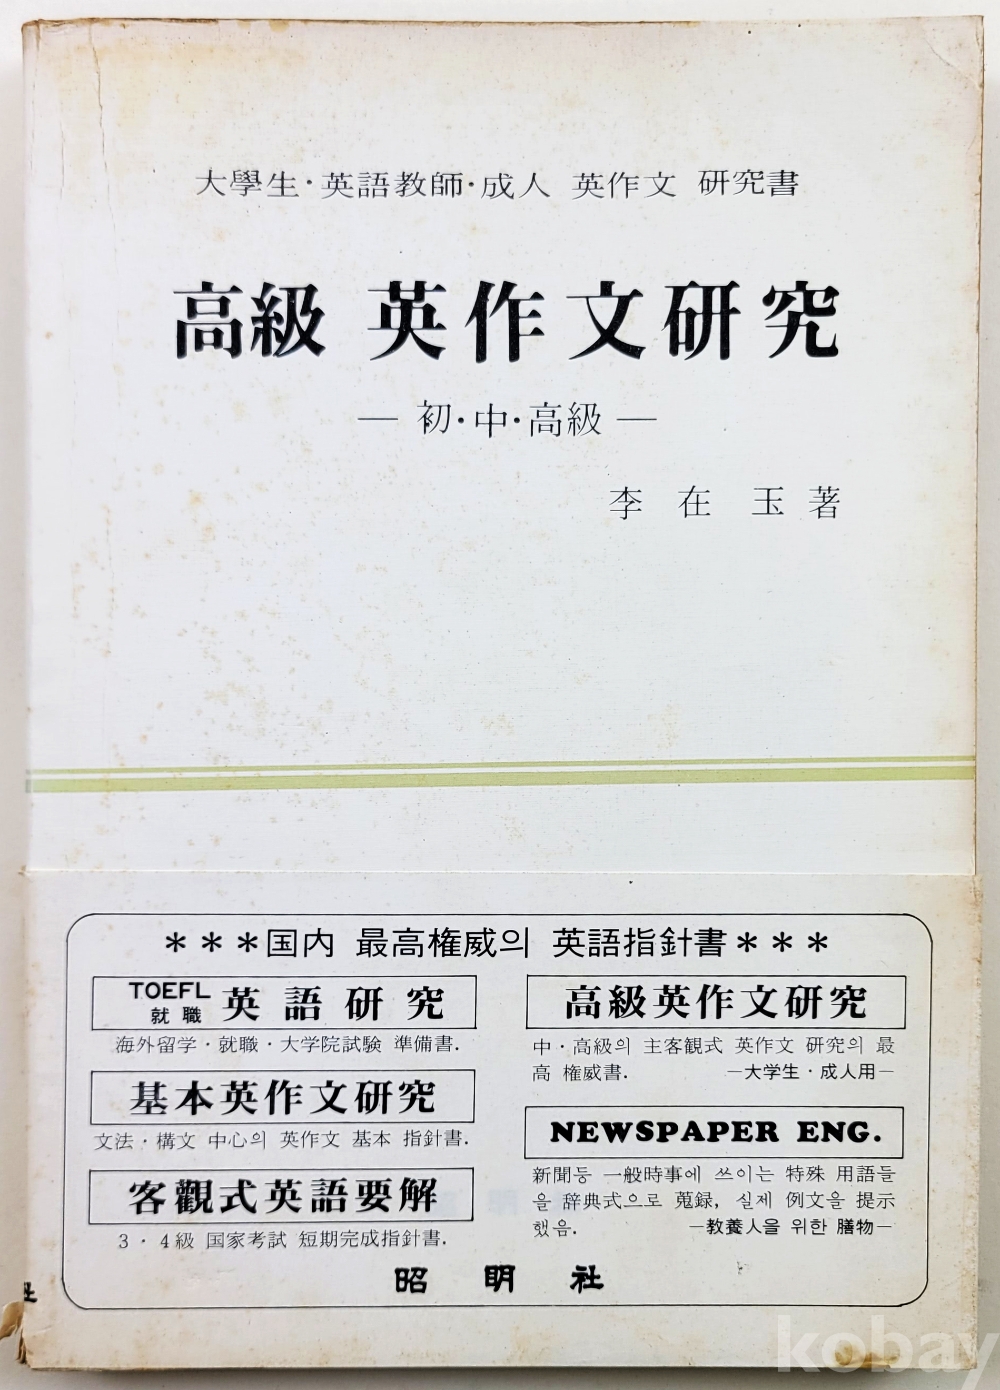 大學生·英語教師·成人 英作文 研究書
高級 英作文研究
— 初·中·高級 —
李 在 玉 著
＊＊＊国内 最高権威의 英語指針書＊＊＊
TOEFL
就職 英語研究
海外留学·就職·大学院試験 準備書.
基本英作文研究
文法·構文 中心의 英作文 基本 指針書.
客觀式英語要解
3·4級 国家考試 短期完成指針書.
高級英作文研究
中·高級의 主客観式 英作文 研究의 最
高 権威書. —大学生·成人用—
NEWSPAPER ENG.
新聞등 一般時事에 쓰이는 特殊 用語들
을 辞典式으로 蒐録, 실제 例文을 提示
했음. —教養人을 위한 膳物—
昭明社
社
kobay